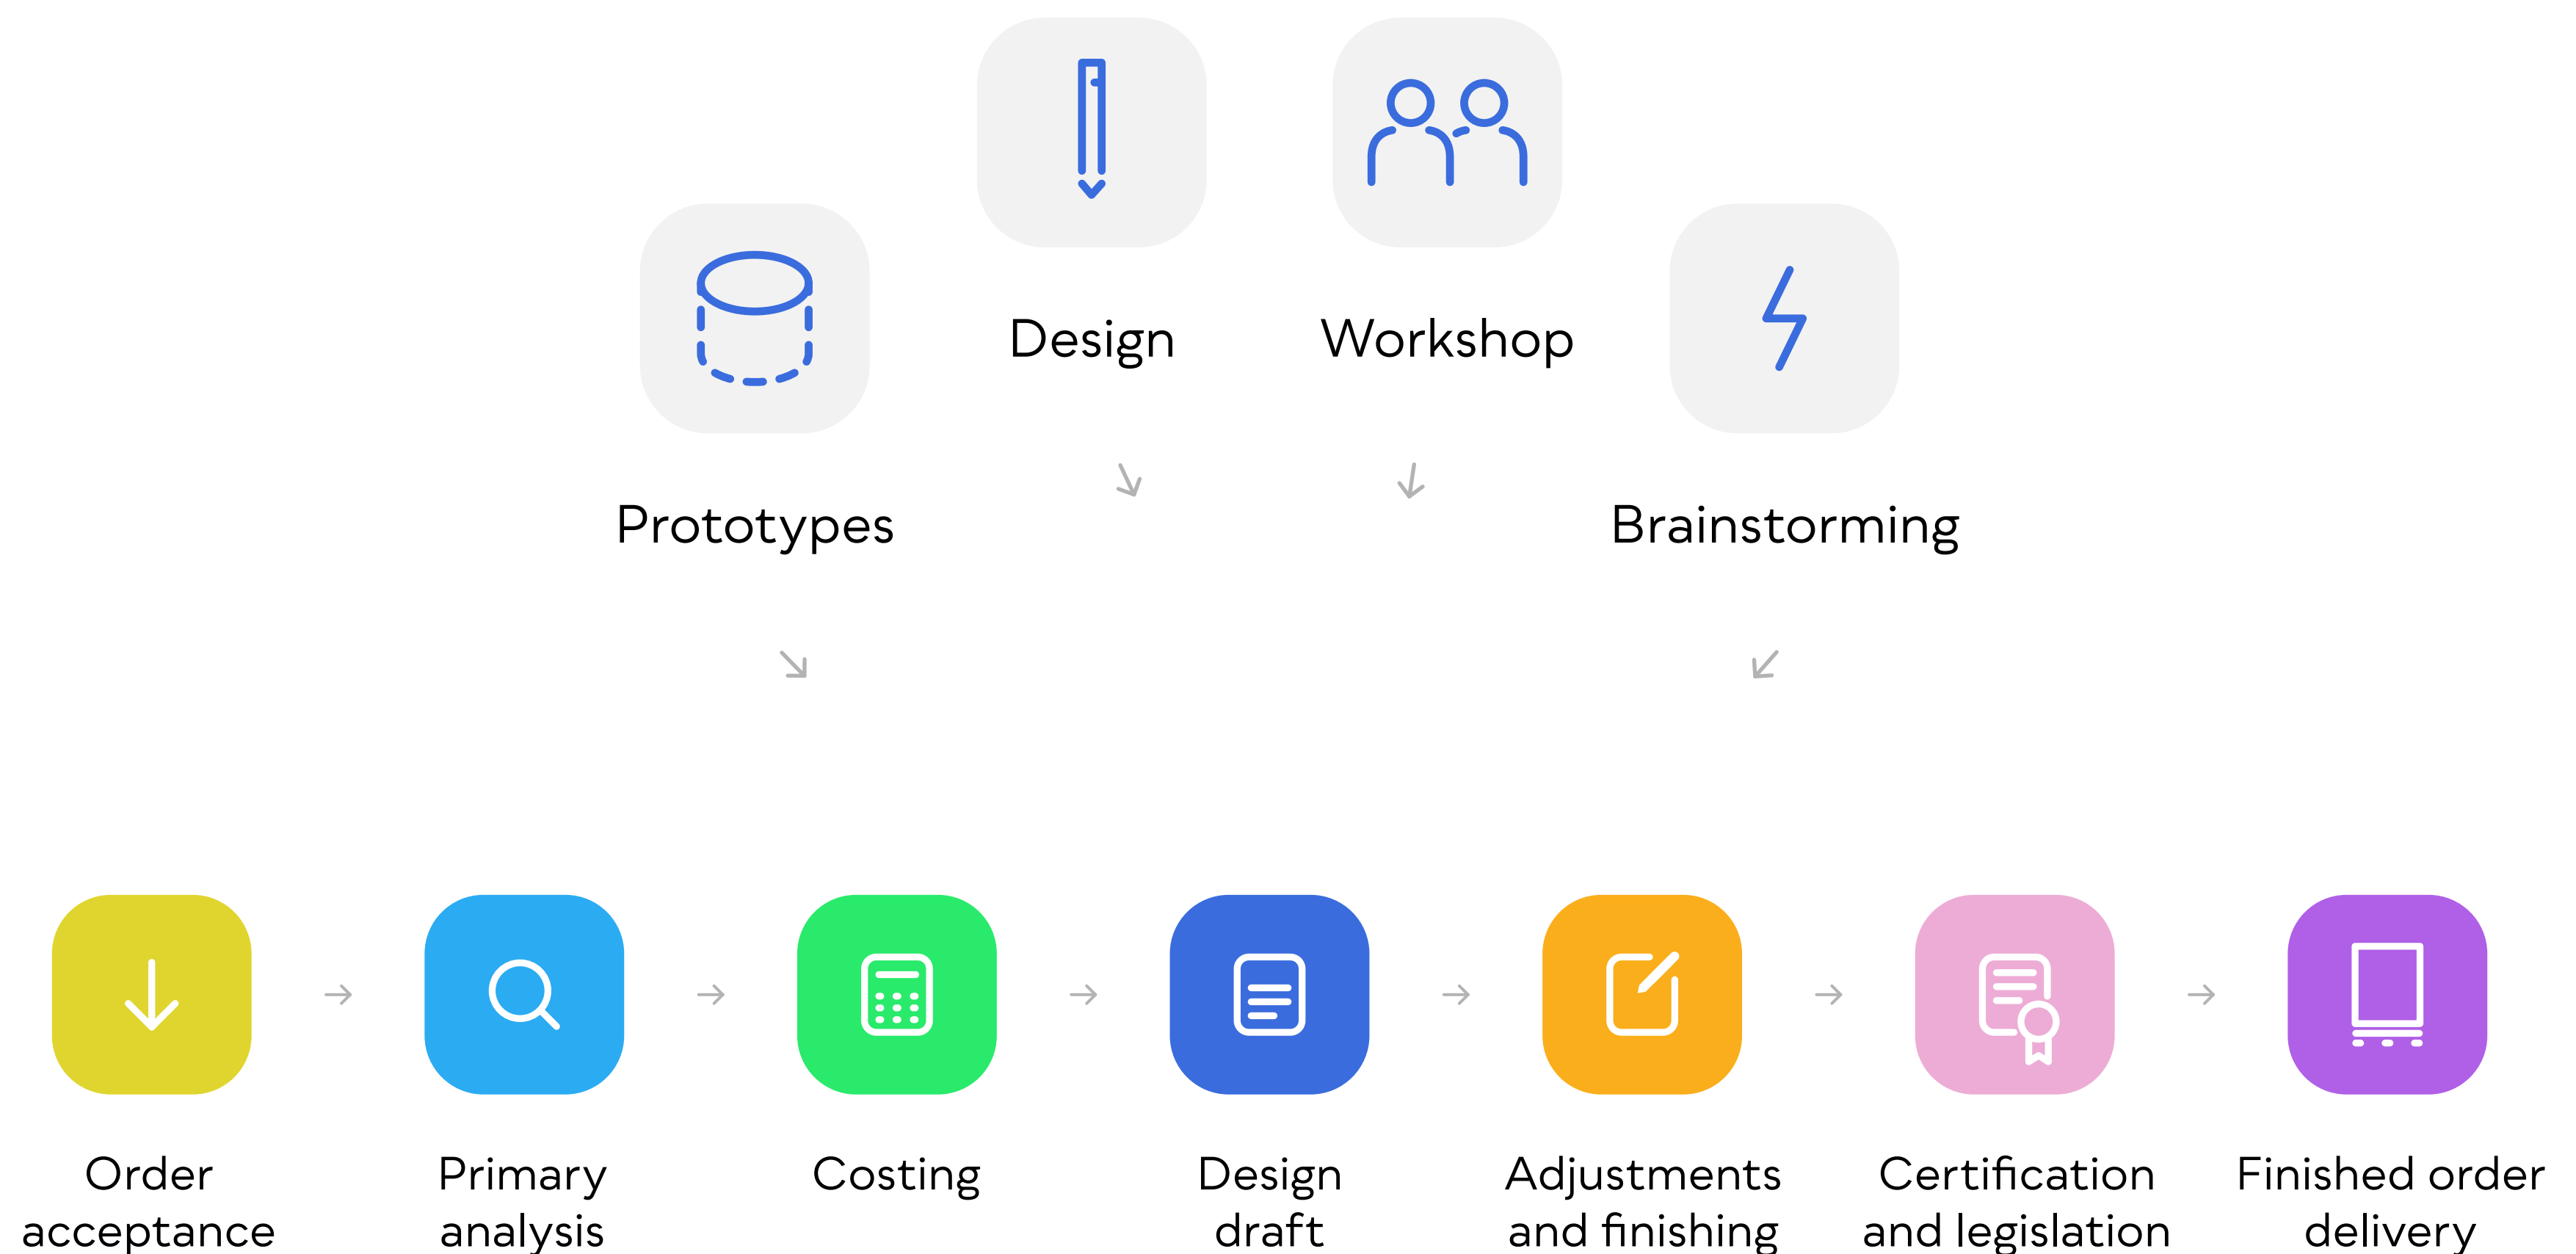 Design
Workshop
Prototypes
Brainstorming
Order
acceptance
Primary
analysis
Costing
Design
draft
Adjustments
and finishing
Certification
and legislation
Finished order
delivery